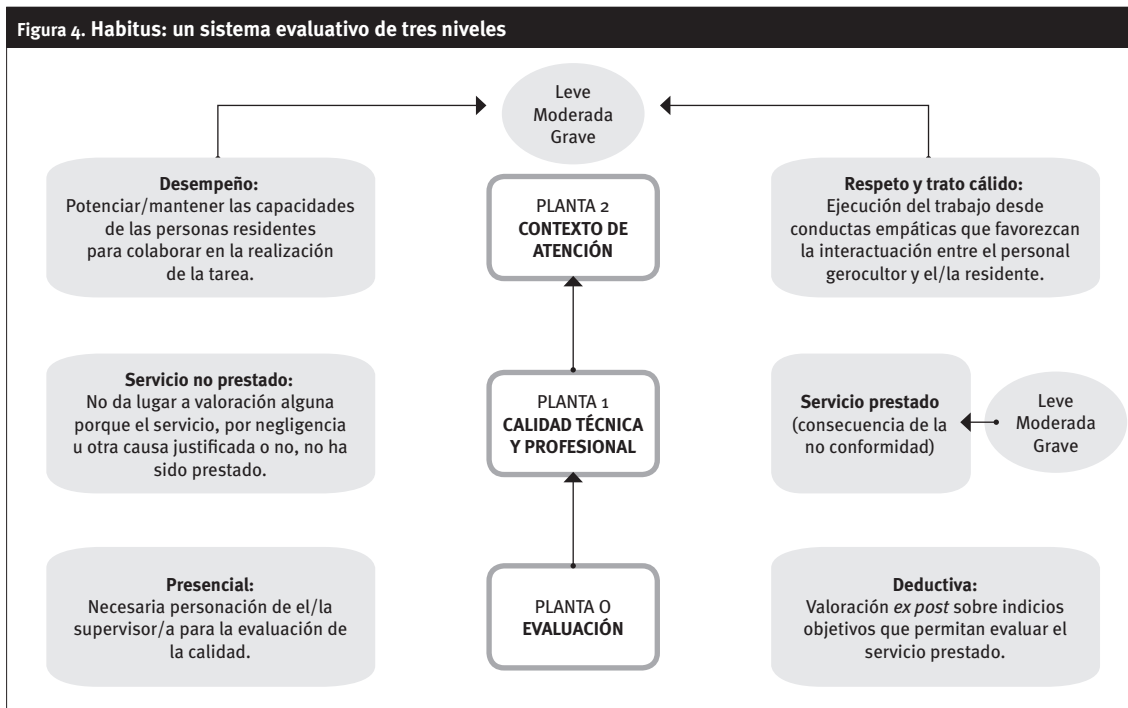 Figura 4. Habitus: un sistema evaluativo de tres niveles
Leve
Moderada
Grave
Desempeño:
Potenciar/mantener las capacidades
de las personas residentes
para colaborar en la realización
de la tarea.
PLANTA 2
CONTEXTO DE
ATENCIÓN
Respeto y trato cálido:
Ejecución del trabajo desde
conductas empáticas que favorezcan
la interactuación entre el personal
gerocultor y el/la residente.
Servicio no prestado:
No da lugar a valoración alguna
porque el servicio, por negligencia
u otra causa justificada o no, no ha
sido prestado.
PLANTA 1
CALIDAD TÉCNICA
Y PROFESIONAL
Servicio prestado
(consecuencia de la
no conformidad)
Leve
Moderada
Grave
Presencial:
Necesaria personación de el/la
supervisor/a para la evaluación de
la calidad.
PLANTA 0
EVALUACIÓN
Deductiva:
Valoración ex post sobre indicios
objetivos que permitan evaluar el
servicio prestado.